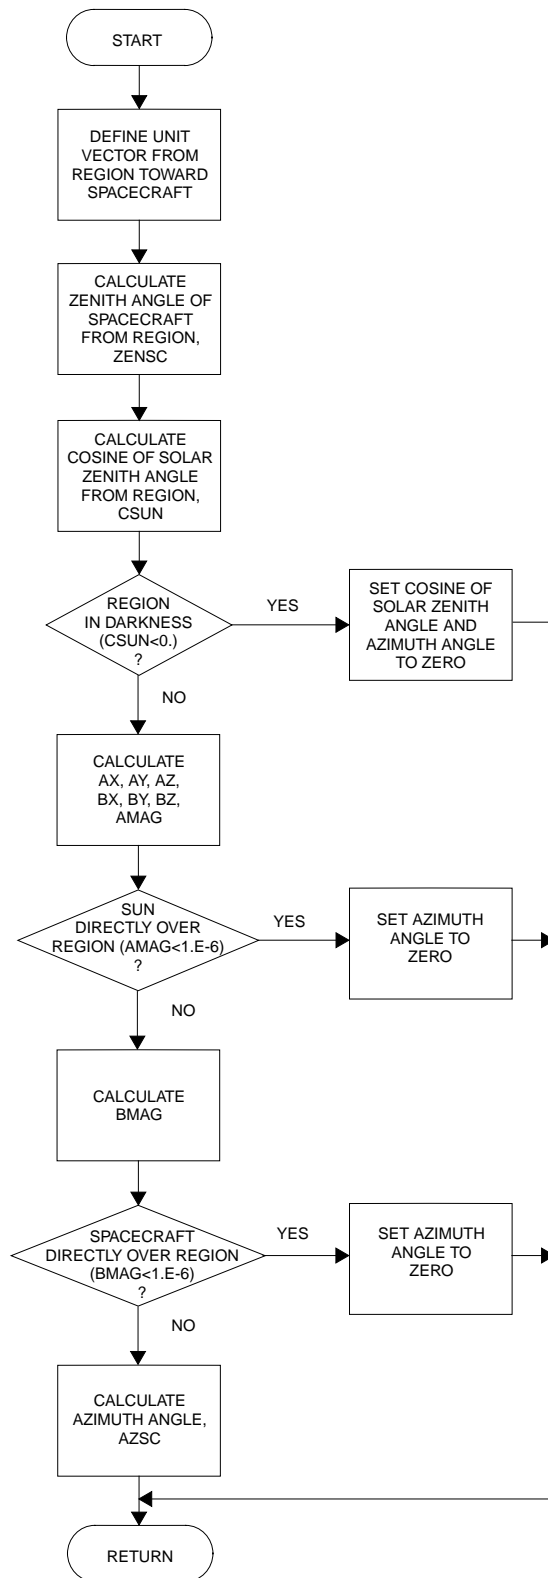 START
DEFINE UNIT
VECTOR FROM
REGION TOWARD
SPACECRAFT
CALCULATE
ZENITH ANGLE OF
SPACECRAFT
FROM REGION,
ZENSC
CALCULATE
COSINE OF SOLAR
ZENITH ANGLE
FROM REGION,
CSUN
REGION
IN DARKNESS
(CSUN<0.)
?
YES
SET COSINE OF
SOLAR ZENITH
ANGLE AND
AZIMUTH ANGLE
TO ZERO
NO
CALCULATE
AX, AY, AZ,
BX, BY, BZ,
AMAG
SUN
DIRECTLY OVER
REGION (AMAG<1.E-6)
?
YES
SET AZIMUTH
ANGLE TO
ZERO
NO
CALCULATE
BMAG
SPACECRAFT
DIRECTLY OVER REGION
(BMAG<1.E-6)
?
YES
SET AZIMUTH
ANGLE TO
ZERO
NO
CALCULATE
AZIMUTH ANGLE,
AZSC
RETURN